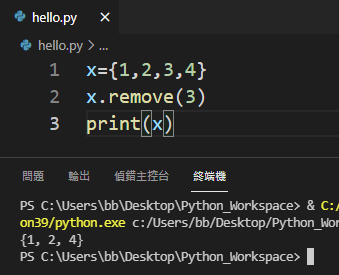 hello.py
hello.py > ...
1 x={1,2,3,4}
2 x.remove(3)
3 print(x)
問題 輸出 偵錯主控台 終端機
PS C:\Users\bb\Desktop\Python_Workspace> & C:/
on39/python.exe c:/Users/bb/Desktop/Python_Wo
{1, 2, 4}
PS C:\Users\bb\Desktop\Python_Workspace>